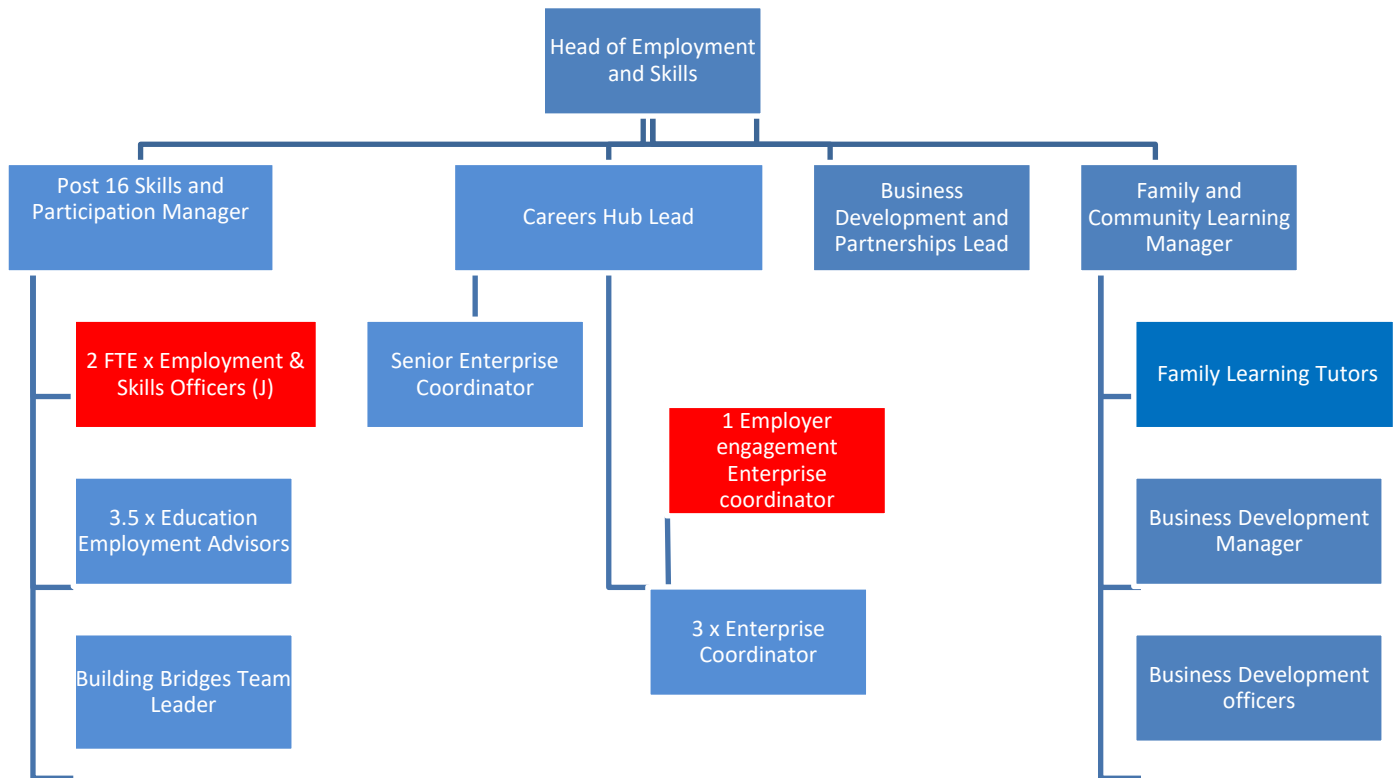 Head of Employment
and Skills
Post 16 Skills and
Participation Manager
Careers Hub Lead
Business
Development and
Partnerships Lead
Family and
Community Learning
Manager
2 FTE x Employment &
Skills Officers (J)
Senior Enterprise
Coordinator
1 Employer
engagement
Enterprise
coordinator
Family Learning Tutors
3.5 x Education
Employment Advisors
Business Development
Manager
3 x Enterprise
Coordinator
Building Bridges Team
Leader
Business Development
officers